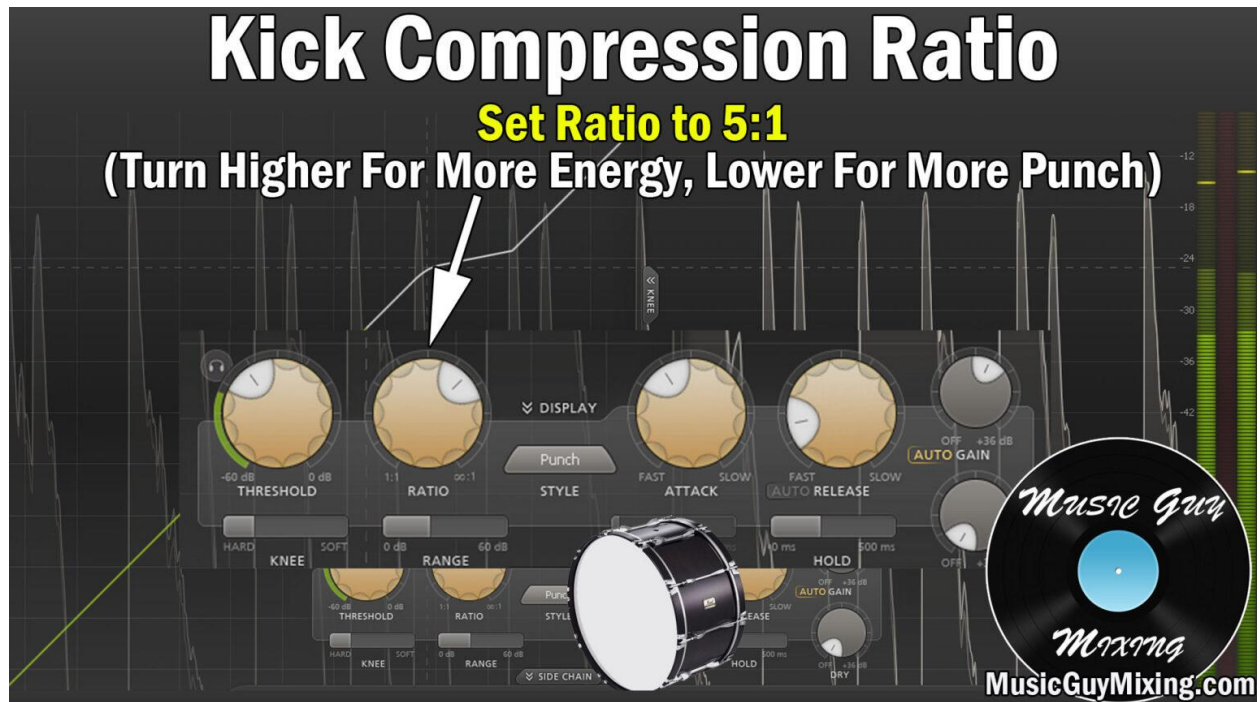 Kick Compression Ratio
Set Ratio to 5:1
(Turn Higher For More Energy, Lower For More Punch)
-12
-18
-24
KNEE
-30
-36
-42
DISPLAY
Punch
-60 dB 0 dB
THRESHOLD
1:1 ∞:1
RATIO
STYLE
FAST SLOW
ATTACK
FAST SLOW
AUTO RELEASE
OFF +36 dB
AUTO GAIN
HARD SOFT
KNEE
0 dB 60 dB
RANGE
500 ms
HOLD
OFF
-60 dB 0 dB
THRESHOLD
1:1 ∞:1
RATIO
STYLE
SLOW
OFF +36 dB
AUTO GAIN
HARD SOFT
KNEE
0 dB 60 dB
RANGE
SIDE CHAIN
500 ms
HOLD
OFF +36 dB
DRY
Music Guy
Mixing
MusicGuyMixing.com